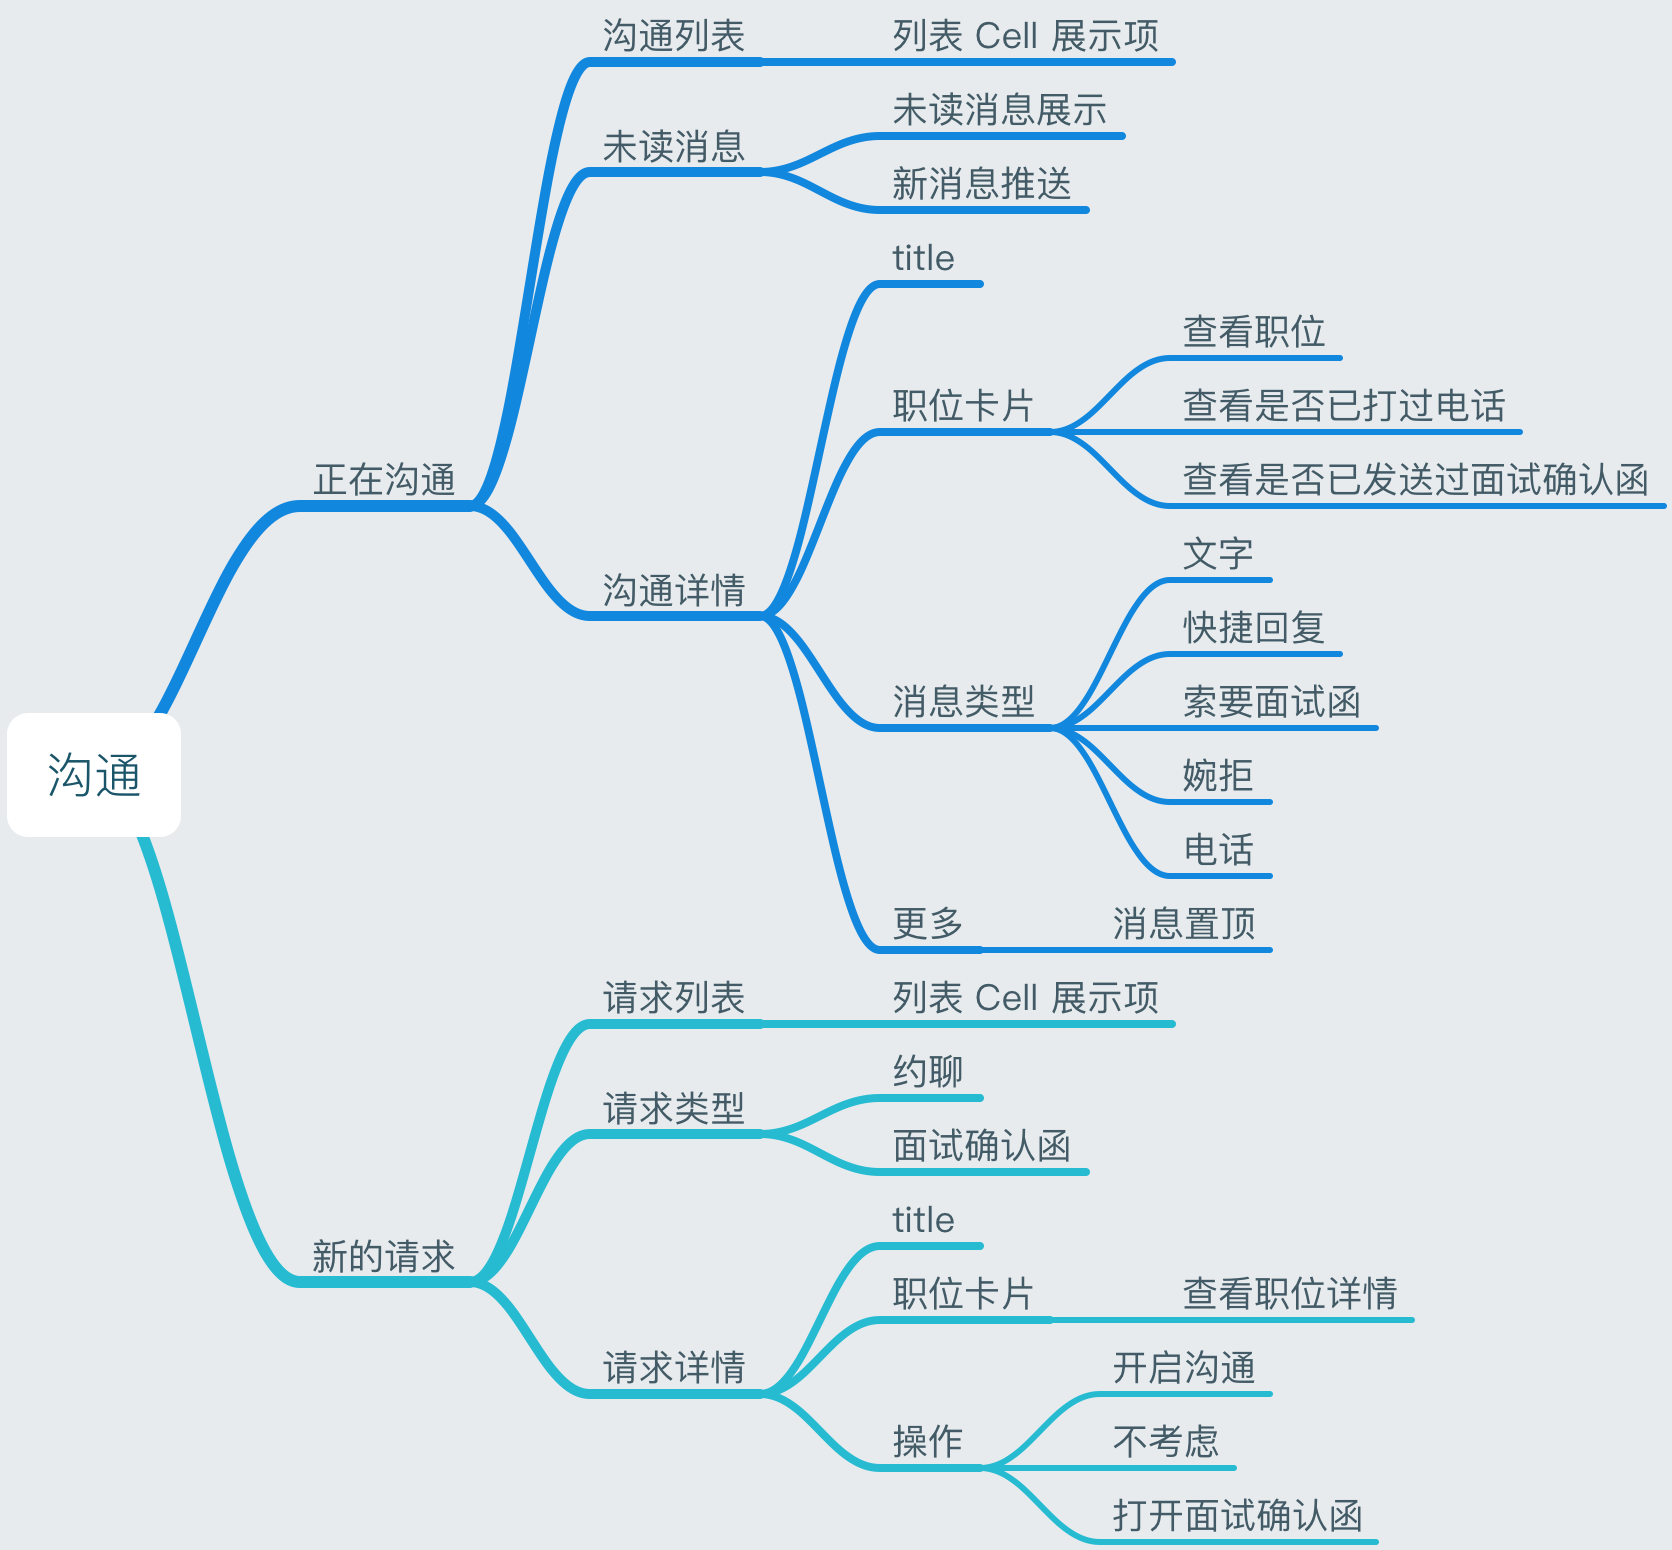 沟通
正在沟通
沟通列表
列表 Cell 展示项
未读消息
未读消息展示
新消息推送
沟通详情
title
职位卡片
查看职位
查看是否已打过电话
查看是否已发送过面试确认函
消息类型
文字
快捷回复
索要面试函
婉拒
电话
更多
消息置顶
新的请求
请求列表
列表 Cell 展示项
请求类型
约聊
面试确认函
请求详情
title
职位卡片
查看职位详情
操作
开启沟通
不考虑
打开面试确认函